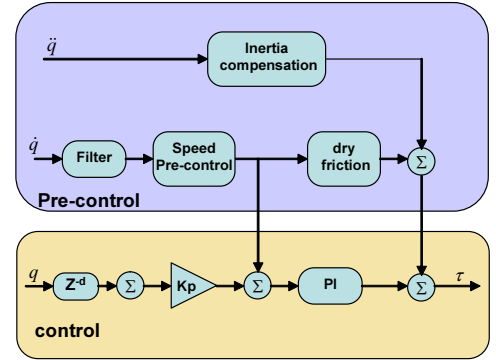 q̈
Inertia
compensation
q̇
Filter
Speed
Pre-control
dry
friction
Σ
Pre-control
q
Z-d
Σ
Kp
Σ
PI
Σ
τ
control